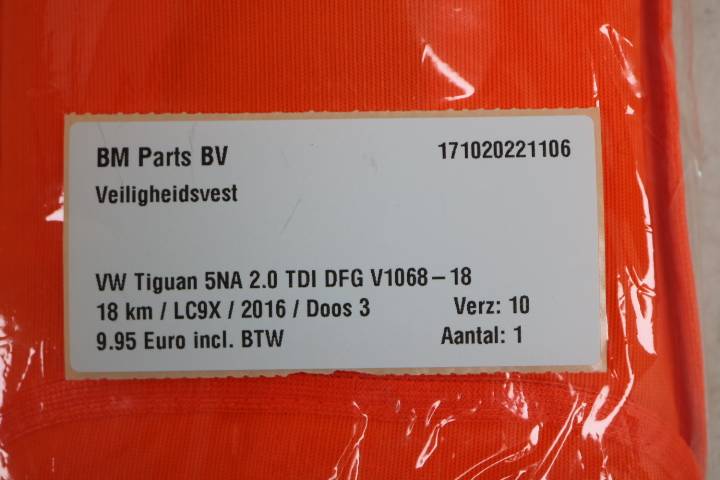 BM Parts BV 171020221106
Veiligheidsvest
VW Tiguan 5NA 2.0 TDI DFG V1068-18
18 km / LC9X / 2016 / Doos 3 Verz: 10
9.95 Euro incl. BTW Aantal: 1